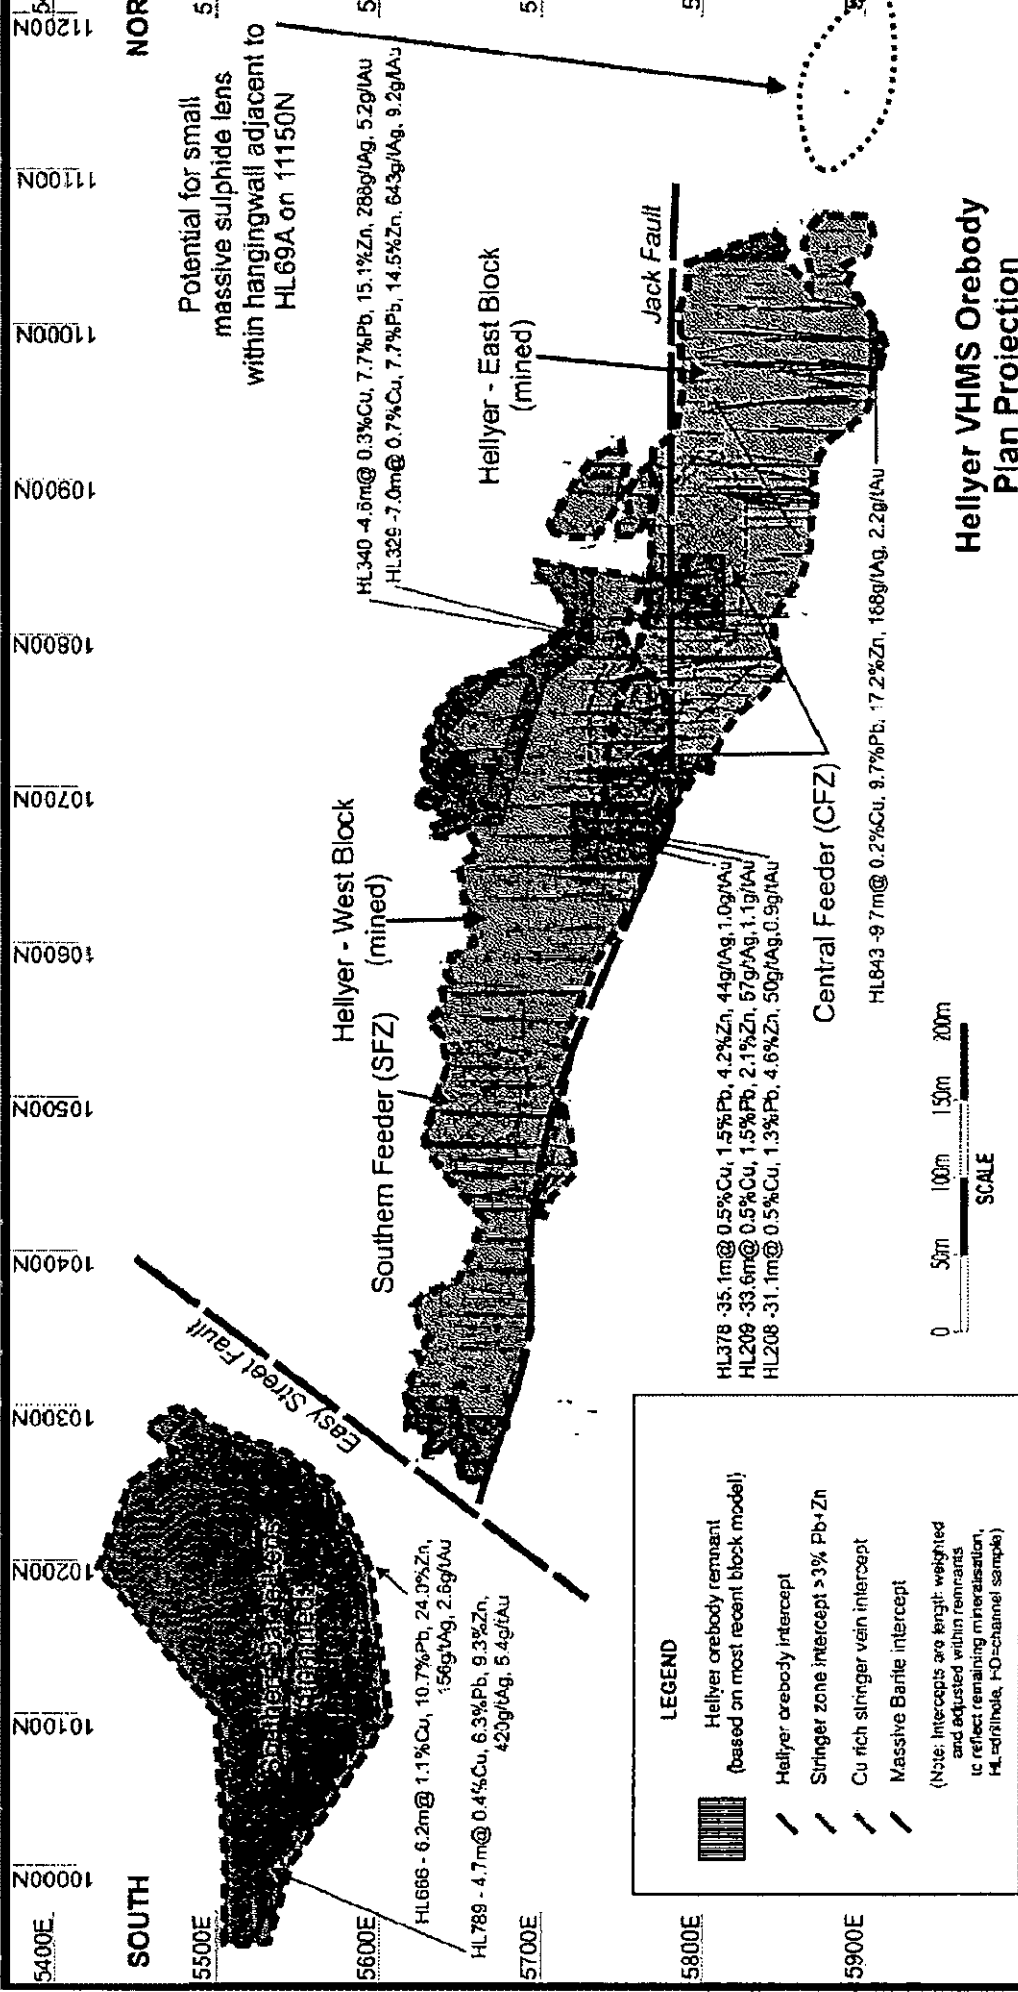 10000N
10100N
10200N
10300N
10400N
10500N
10600N
10700N
10800N
10900N
11000N
11100N
11200N
SOUTH
NOR
5400E
5500E
5600E
5700E
5800E
5900E
Potential for small
massive sulphide lens
within hangingwall adjacent to
HL69A on 11150N
Easy Street Fault
Hellyer - West Block
(mined)
Southern Feeder (SFZ)
HL340 -4.6m@ 0.3%Cu, 7.7%Pb, 15.1%Zn, 288g/tAg, 5.2g/tAu
HL329 -7.0m@ 0.7%Cu, 7.7%Pb, 14.5%Zn, 643g/tAg, 9.2g/tAu
Hellyer - East Block
(mined)
Jack Fault
HL666 - 6.2m@ 1.1%Cu, 10.7%Pb, 24.0%Zn,
156g/tAg, 2.6g/tAu
HL789 - 4.7m@ 0.4%Cu, 6.3%Pb, 9.3%Zn,
420g/tAg, 5.4g/tAu
HL378 -35.1m@ 0.5%Cu, 1.5%Pb, 4.2%Zn, 44g/tAg, 1.0g/tAu
HL209 -33.6m@ 0.5%Cu, 1.5%Pb, 2.1%Zn, 57g/tAg, 1.1g/tAu
HL208 -31.1m@ 0.5%Cu, 1.3%Pb, 4.6%Zn, 50g/tAg, 0.9g/tAu
Central Feeder (CFZ)
HL643 -9.7m@ 0.2%Cu, 9.7%Pb, 17.2%Zn, 168g/tAg, 2.2g/tAu
LEGEND
Hellyer orebody remnant
(based on most recent block model)
Hellyer orebody intercept
Stringer zone intercept >3% Pb+Zn
Cu rich stringer vein intercept
Massive Barite intercept
(Note: Intercepts are length weighted
and adjusted within remnants
to reflect remaining mineralisation,
HL=drillhole, HD=channel sample)
0 50m 100m 150m 200m
SCALE
Hellyer VHMS Orebody
Plan Projection